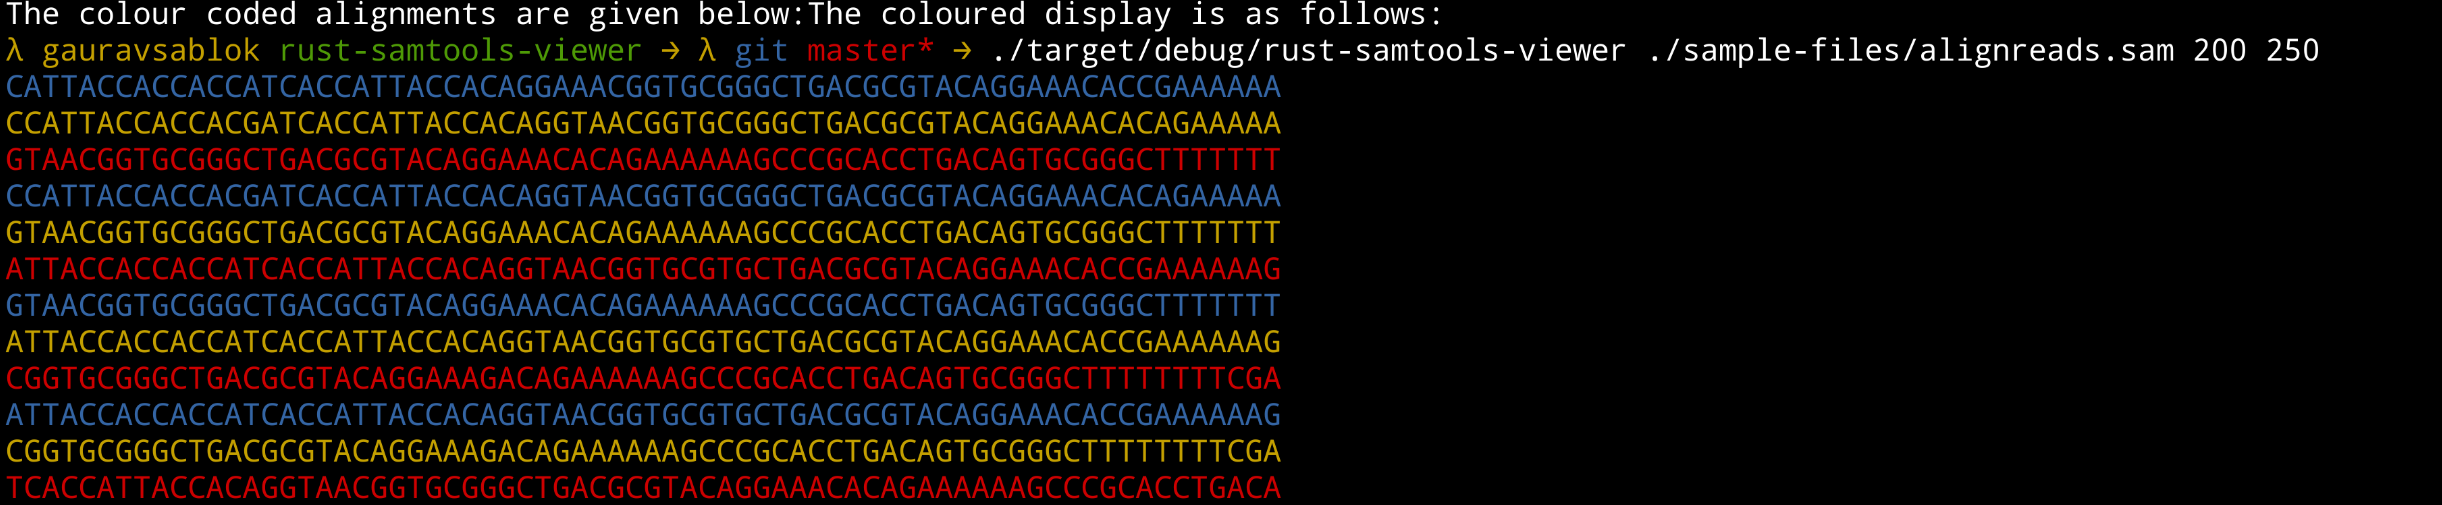 The colour coded alignments are given below:The coloured display is as follows:
λ gauravsablok rust-samtools-viewer → λ git master* → ./target/debug/rust-samtools-viewer ./sample-files/alignreads.sam 200 250
CATTACCACCACCATCACCATTACCACAGGAAACGGTGCGGGCTGACGCGTACAGGAAACACCGAAAAAA
CCATTACCACCACGATCACCATTACCACAGGTAACGGTGCGGGCTGACGCGTACAGGAAACACAGAAAAA
GTAACGGTGCGGGCTGACGCGTACAGGAAACACAGAAAAAAGCCCGCACCTGACAGTGCGGGCTTTTTTT
CCATTACCACCACGATCACCATTACCACAGGTAACGGTGCGGGCTGACGCGTACAGGAAACACAGAAAAA
GTAACGGTGCGGGCTGACGCGTACAGGAAACACAGAAAAAAGCCCGCACCTGACAGTGCGGGCTTTTTTT
ATTACCACCACCATCACCATTACCACAGGTAACGGTGCGTGCTGACGCGTACAGGAAACACCGAAAAAAG
GTAACGGTGCGGGCTGACGCGTACAGGAAACACAGAAAAAAGCCCGCACCTGACAGTGCGGGCTTTTTTT
ATTACCACCACCATCACCATTACCACAGGTAACGGTGCGTGCTGACGCGTACAGGAAACACCGAAAAAAG
CGGTGCGGGCTGACGCGTACAGGAAAGACAGAAAAAAGCCCGCACCTGACAGTGCGGGCTTTTTTTTCGA
ATTACCACCACCATCACCATTACCACAGGTAACGGTGCGTGCTGACGCGTACAGGAAACACCGAAAAAAG
CGGTGCGGGCTGACGCGTACAGGAAAGACAGAAAAAAGCCCGCACCTGACAGTGCGGGCTTTTTTTTCGA
TCACCATTACCACAGGTAACGGTGCGGGCTGACGCGTACAGGAAACACAGAAAAAAGCCCGCACCTGACA